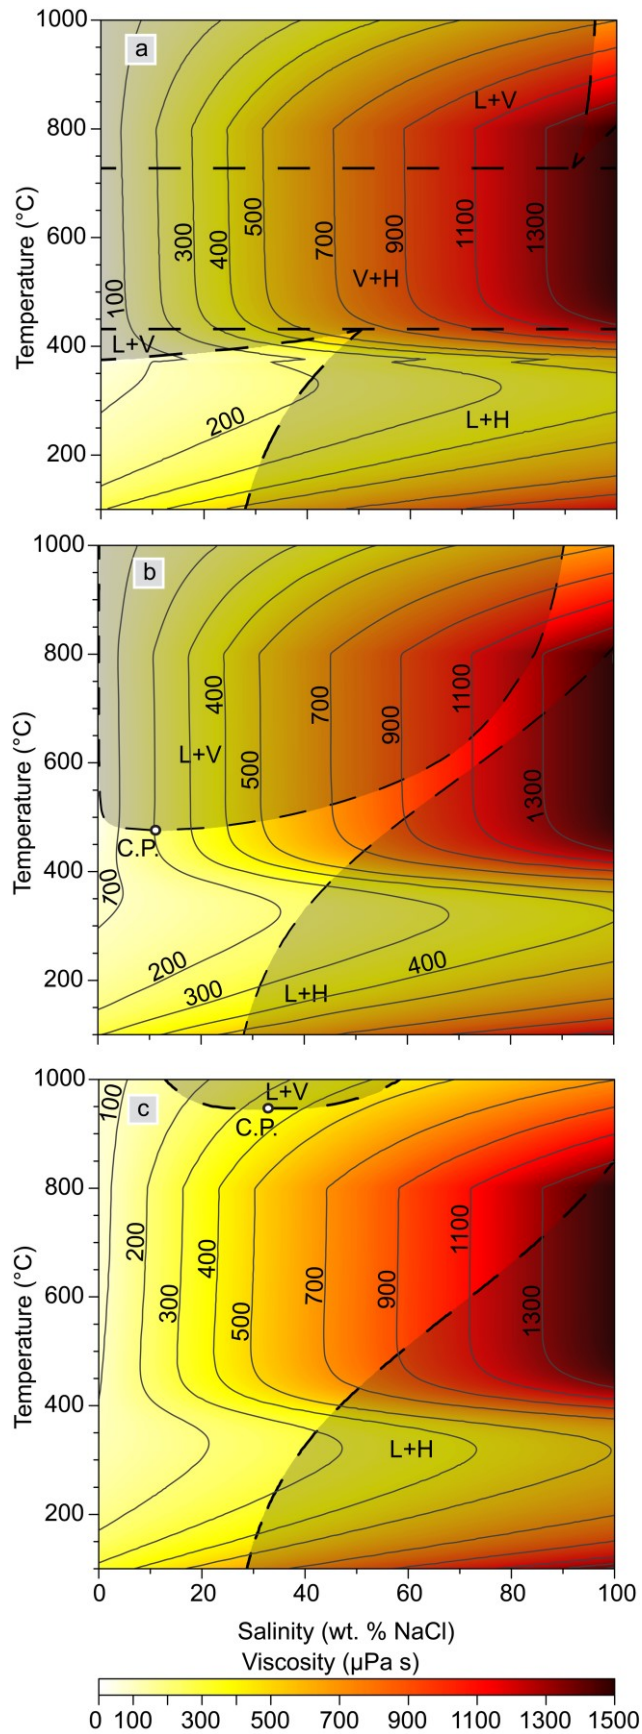 1000
a
L+V
800
Temperature (°C)
600
100
300
400
500
700
900
1100
1300
V+H
400
L+V
200
L+H
200
1000
b
800
Temperature (°C)
600
400
500
700
900
1100
1300
L+V
C.P.
400
700
200
300
400
200
L+H
1000
100
c
L+V
C.P.
800
Temperature (°C)
600
200
300
400
500
700
900
1100
1300
400
L+H
200
0 20 40 60 80 100
Salinity (wt. % NaCl)
Viscosity (µPa s)
0 100 300 500 700 900 1100 1300 1500